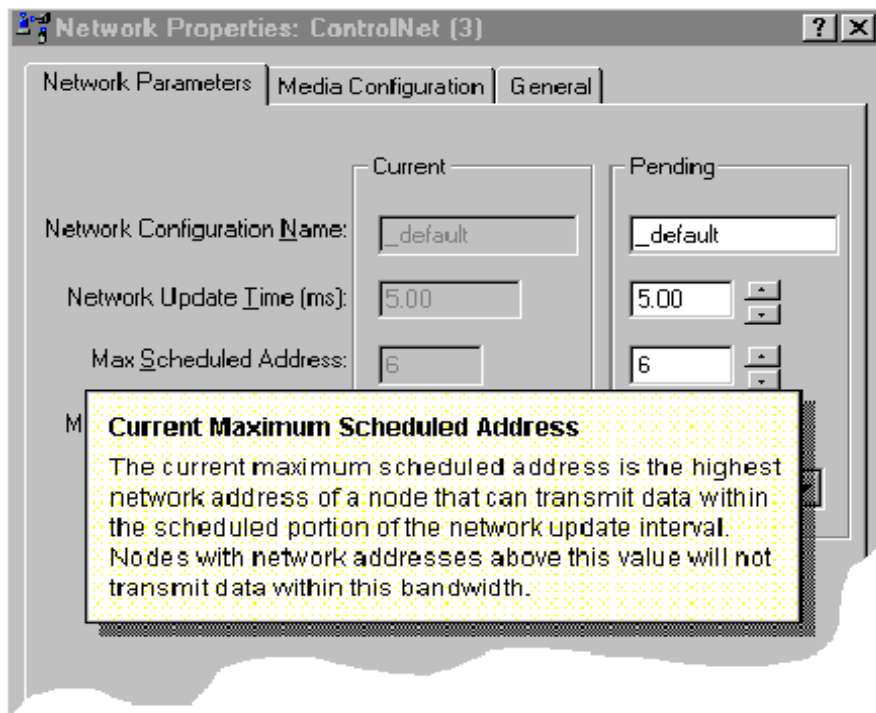 Network Properties: ControlNet (3)
Network Parameters Media Configuration General
Current Pending
Network Configuration Name: _default _default
Network Update Time (ms): 5.00 5.00
Max Scheduled Address: 6 6
M
Current Maximum Scheduled Address
The current maximum scheduled address is the highest
network address of a node that can transmit data within
the scheduled portion of the network update interval.
Nodes with network addresses above this value will not
transmit data within this bandwidth.